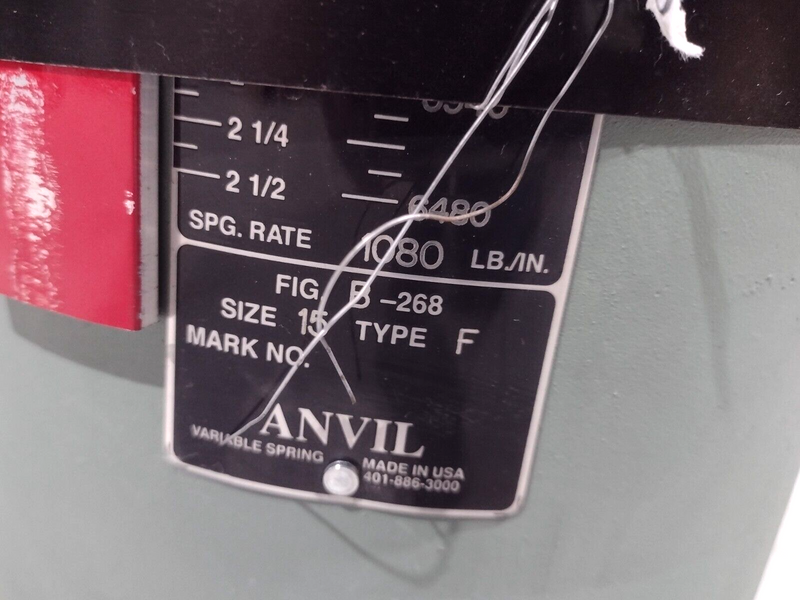 2 1/4
2 1/2
6480
SPG. RATE 1080 LB./IN.
FIG. B -268
SIZE 15 TYPE F
MARK NO.
ANVIL
VARIABLE SPRING
MADE IN USA
401-886-3000